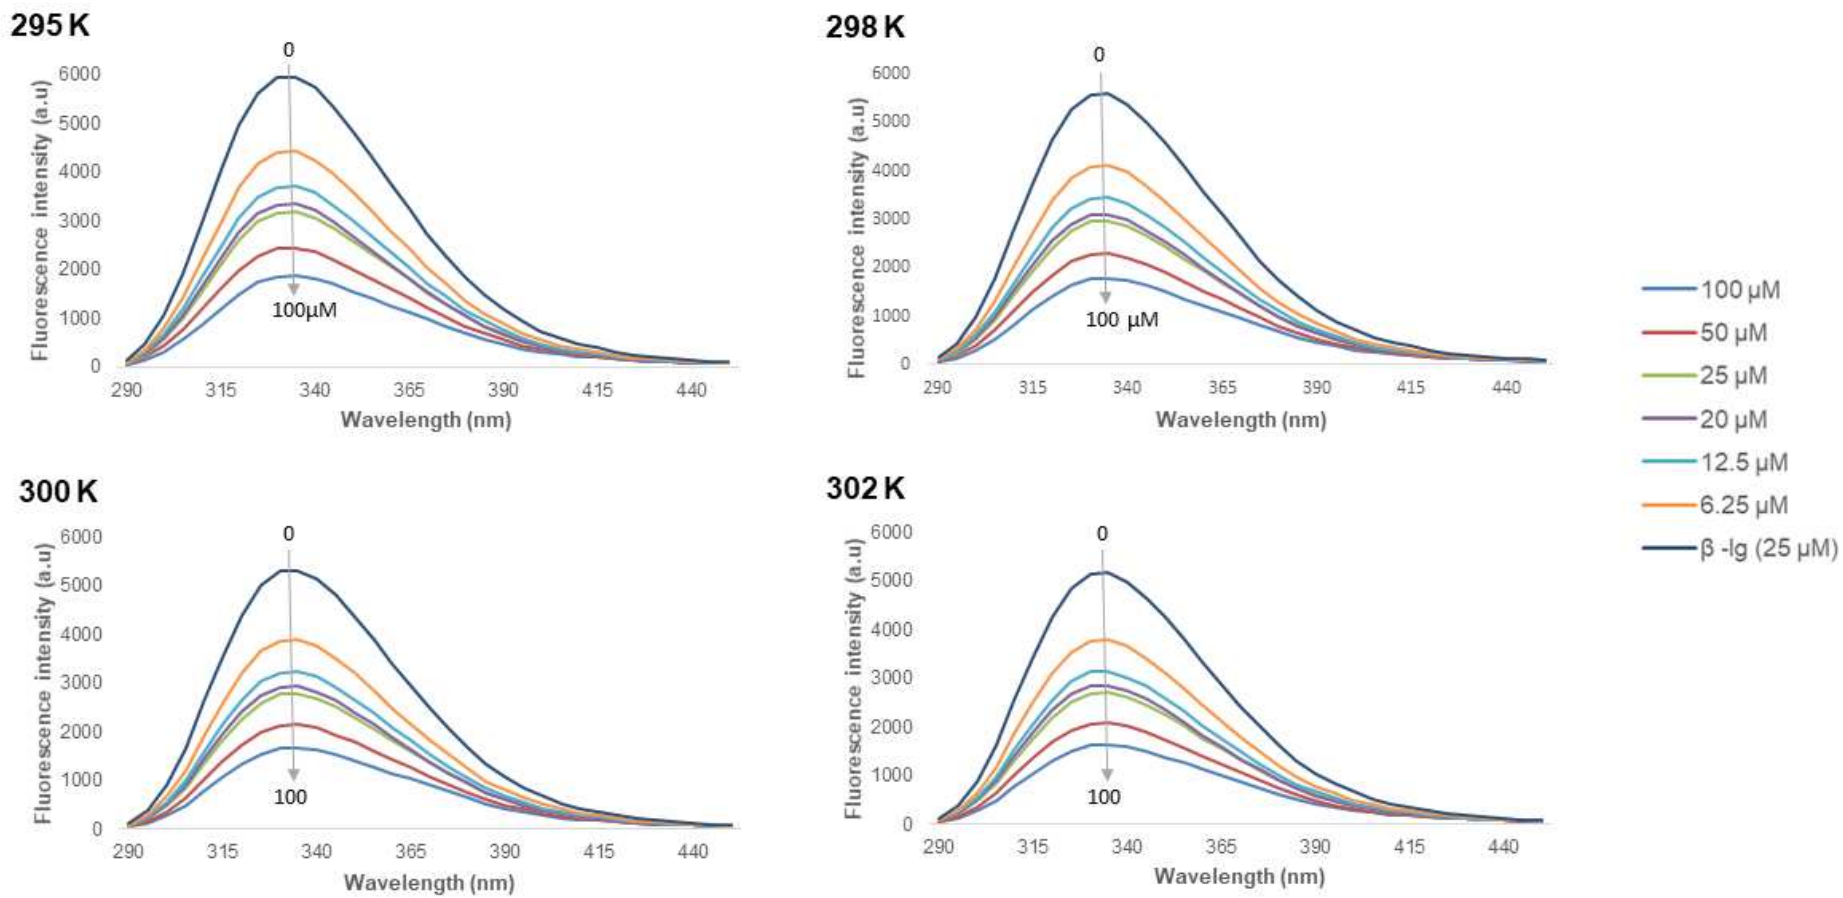 295 K
0
Fluorescence intensity (a.u)
6000
5000
4000
3000
2000
1000
0
100µM
290 315 340 365 390 415 440
Wavelength (nm)
298 K
0
Fluorescence intensity (a.u)
6000
5000
4000
3000
2000
1000
0
100 µM
290 315 340 365 390 415 440
Wavelength (nm)
300 K
0
Fluorescence intensity (a.u)
6000
5000
4000
3000
2000
1000
0
100
290 315 340 365 390 415 440
Wavelength (nm)
302 K
0
Fluorescence intensity (a.u)
6000
5000
4000
3000
2000
1000
0
100
290 315 340 365 390 415 440
Wavelength (nm)
100 µM
50 µM
25 µM
20 µM
12.5 µM
6.25 µM
β -lg (25 µM)